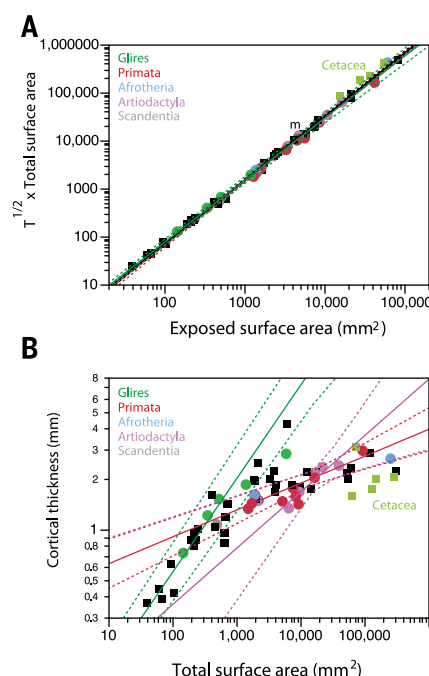 A
1,000,000
100,000
10,000
1000
100
10
T^1/2 x Total surface area
Glires
Primata
Afrotheria
Artiodactyla
Scandentia
Cetacea
m
100
1000
10,000
100,000
Exposed surface area (mm²)
B
8
6
5
4
3
2
1
0,8
0,6
0,5
0,4
0.3
Cortical thickness (mm)
Glires
Primata
Afrotheria
Artiodactyla
Scandentia
Cetacea
10
100
1,000
10,000
100,000
Total surface area (mm²)